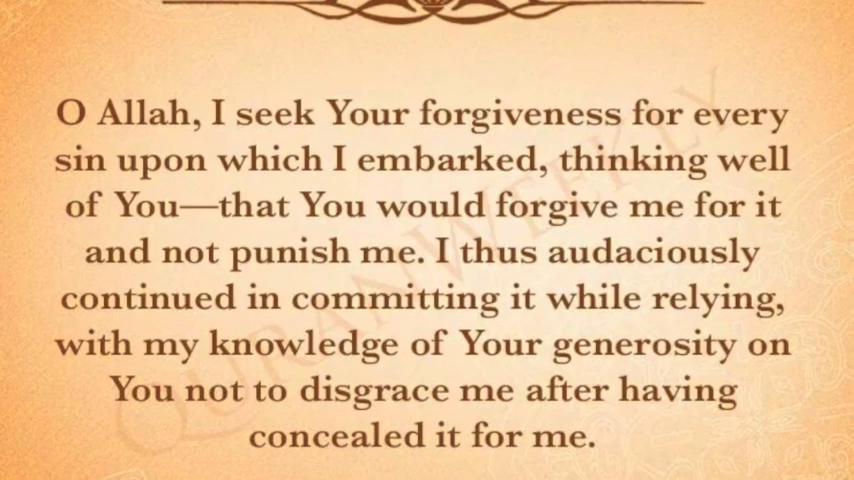 O Allah, I seek Your forgiveness for every
sin upon which I embarked, thinking well
of You—that You would forgive me for it
and not punish me. I thus audaciously
continued in committing it while relying,
with my knowledge of Your generosity on
You not to disgrace me after having
concealed it for me.
QURANWEEKLY